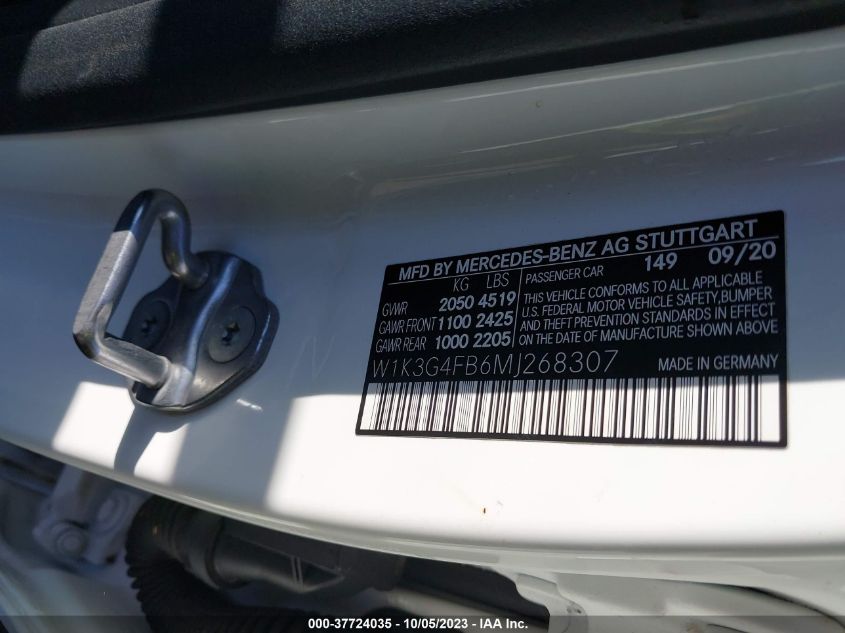 MFD BY MERCEDES-BENZ AG STUTTGART
KG LBS
PASSENGER CAR 149 09/20
GVWR 2050 4519
GAWR FRONT 1100 2425
GAWR REAR 1000 2205
THIS VEHICLE CONFORMS TO ALL APPLICABLE
U.S. FEDERAL MOTOR VEHICLE SAFETY,BUMPER
AND THEFT PREVENTION STANDARDS IN EFFECT
ON THE DATE OF MANUFACTURE SHOWN ABOVE
W1K3G4FB6MJ268307 MADE IN GERMANY
000-37724035 - 10/05/2023 - IAA Inc.